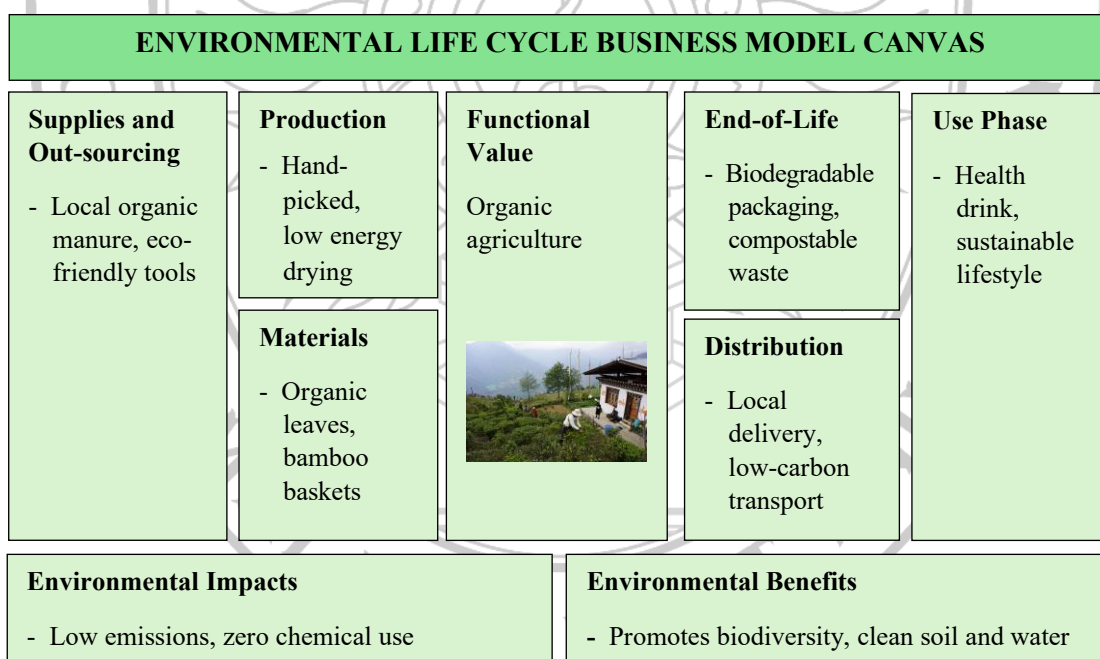 ENVIRONMENTAL LIFE CYCLE BUSINESS MODEL CANVAS
Supplies and
Out-sourcing
- Local organic
manure, eco-
friendly tools
Production
- Hand-
picked,
low energy
drying
Materials
- Organic
leaves,
bamboo
baskets
Functional
Value
Organic
agriculture
End-of-Life
- Biodegradable
packaging,
compostable
waste
Distribution
- Local
delivery,
low-carbon
transport
Use Phase
- Health
drink,
sustainable
lifestyle
Environmental Impacts
- Low emissions, zero chemical use
Environmental Benefits
- Promotes biodiversity, clean soil and water